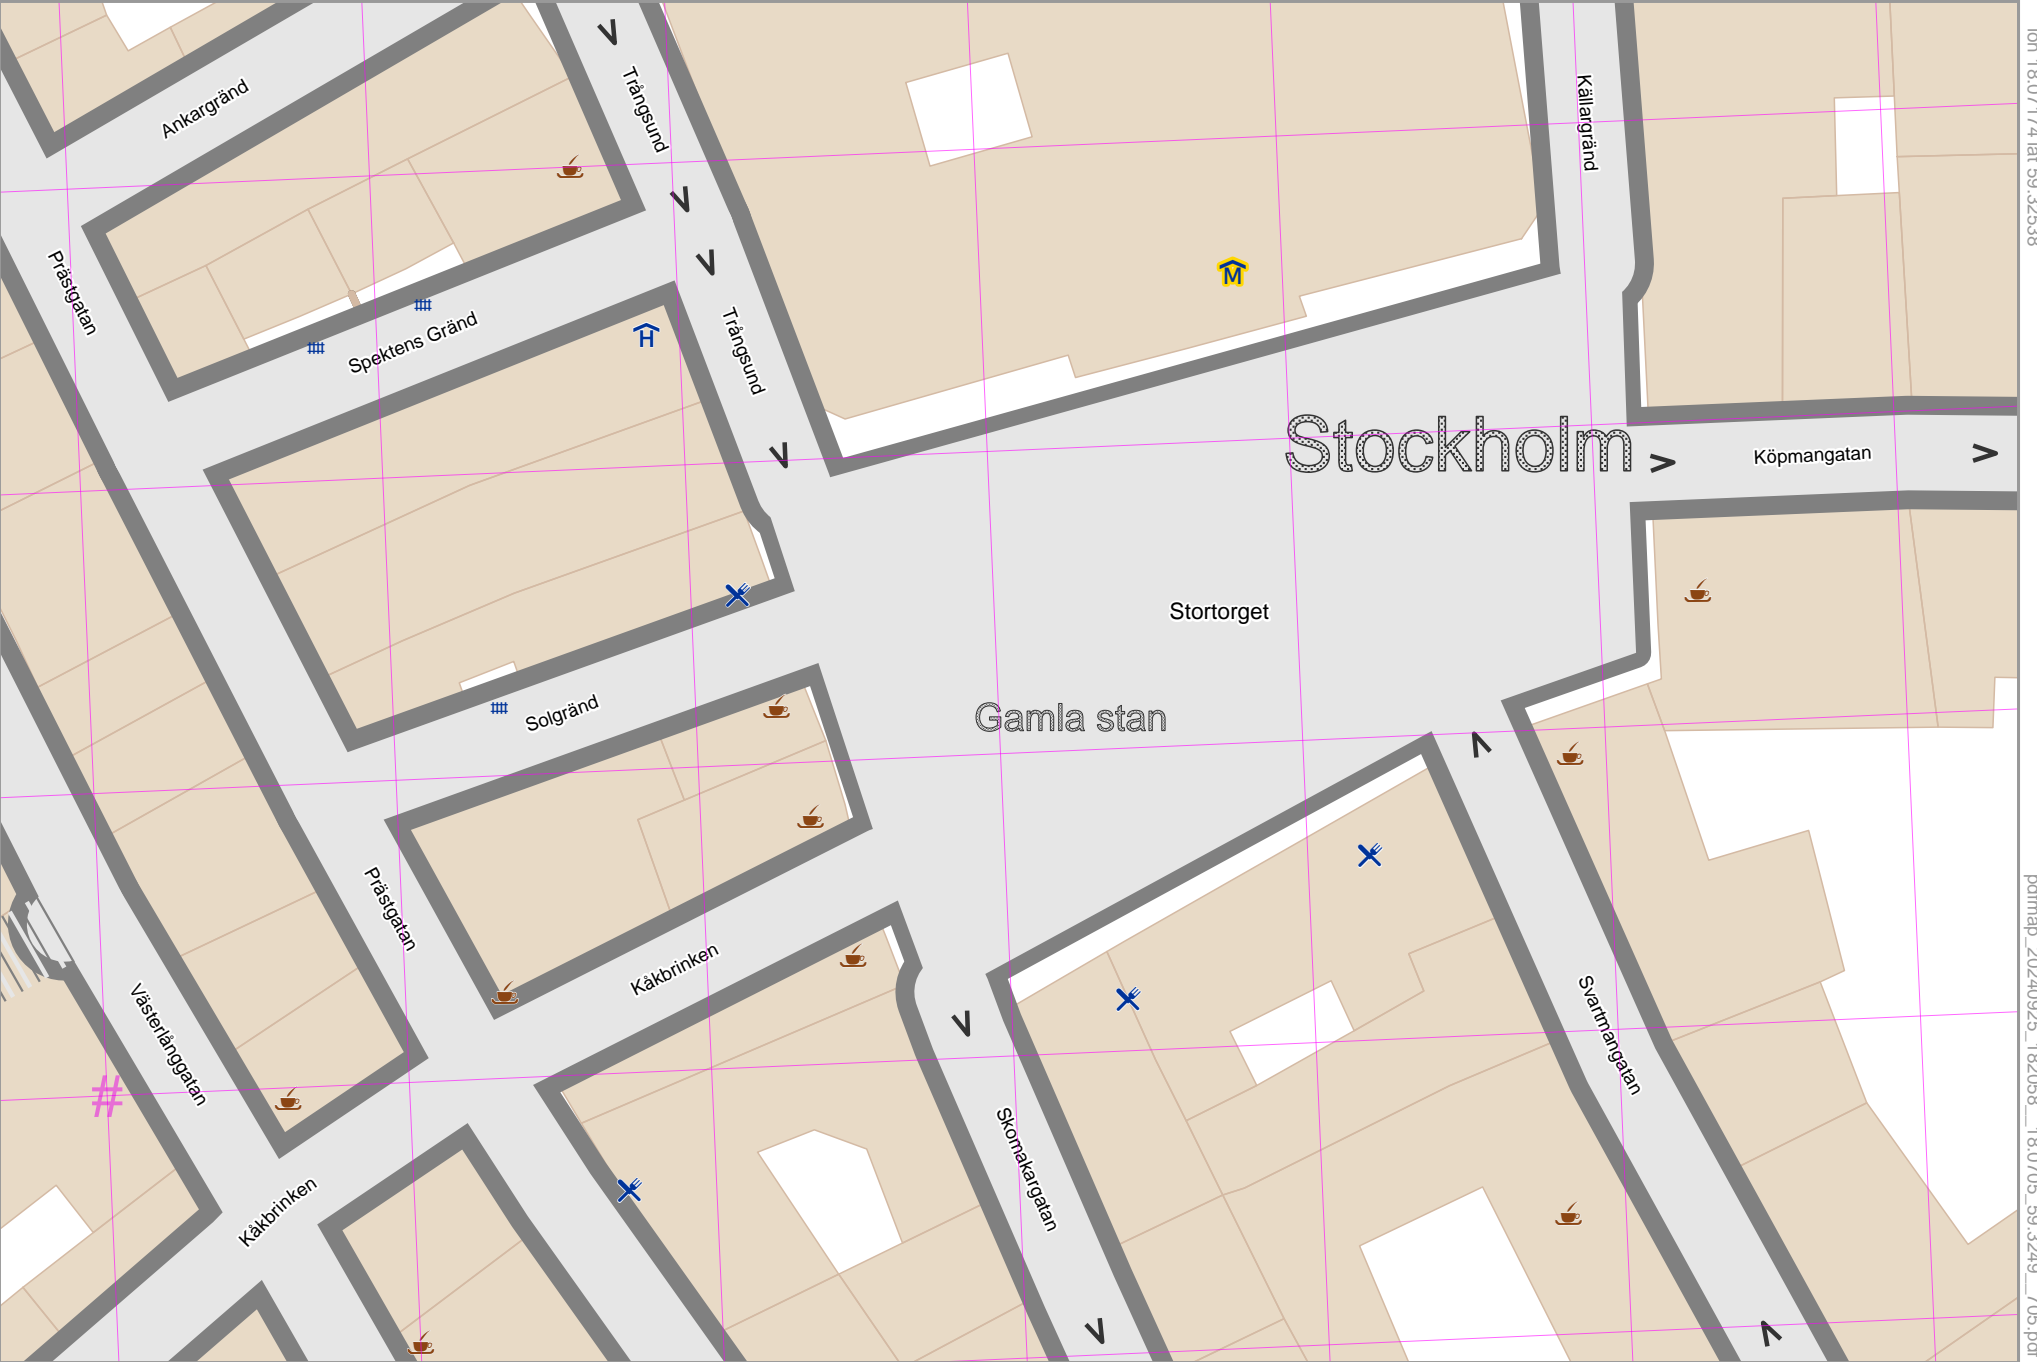 Ankargränd
Trångsund
Källargränd
Prästgatan
M
H
Spektens Gränd
Trångsund
Stockholm
Köpmangatan
Stortorget
Solgränd
Gamla stan
Prästgatan
Kåkbrinken
Västerlånggatan
Svartmangatan
#
Skomakargatan
Kåkbrinken